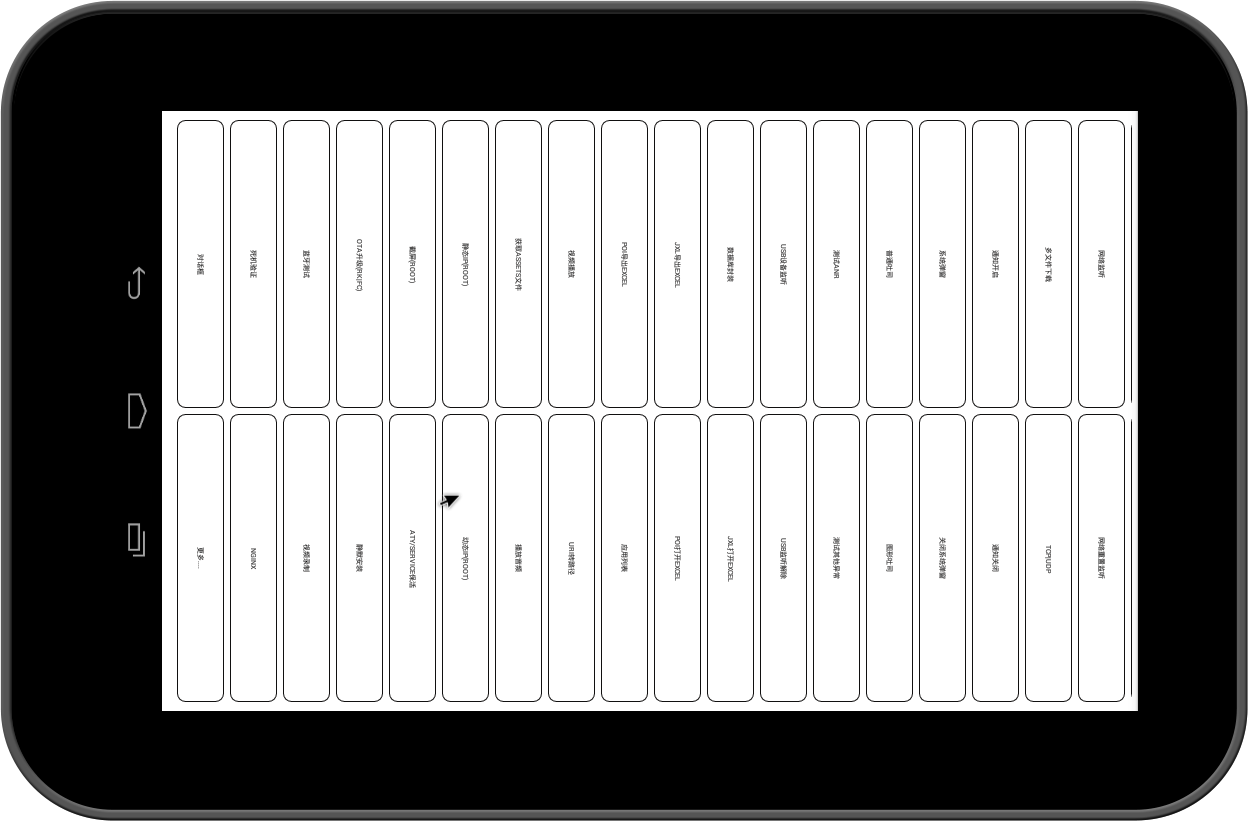 网络监听
网络重置监听
多文件下载
TCP\UDP
通知开启
通知关闭
系统弹窗
关闭系统弹窗
普通吐司
图形吐司
测试ANR
测试其他异常
USB设备监听
USB监听解除
数据库封装
JXL打开EXCEL
JXL导出EXCEL
POI打开EXCEL
POI导出EXCEL
应用列表
视频播放
URI转路径
获取ASSETS文件
播放音频
静态IP(ROOT)
动态IP(ROOT)
截屏(ROOT)
ATY/SERVICE保活
OTA升级(RK|FC)
静默安装
蓝牙测试
视频录制
死机验证
NGINX
对话框
更多...